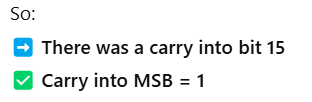 So:
➡️ There was a carry into bit 15
✅ Carry into MSB = 1